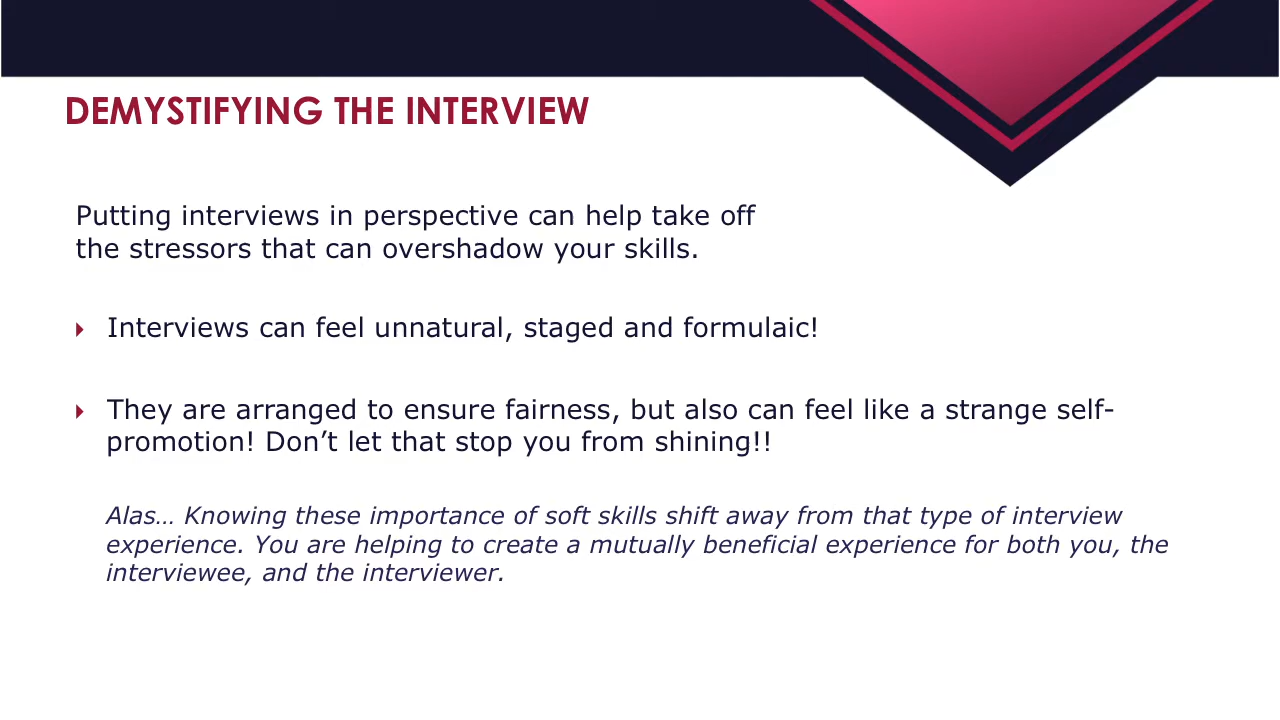 DEMYSTIFYING THE INTERVIEW
Putting interviews in perspective can help take off
the stressors that can overshadow your skills.
Interviews can feel unnatural, staged and formulaic!
They are arranged to ensure fairness, but also can feel like a strange self-
promotion! Don’t let that stop you from shining!!
Alas… Knowing these importance of soft skills shift away from that type of interview
experience. You are helping to create a mutually beneficial experience for both you, the
interviewee, and the interviewer.